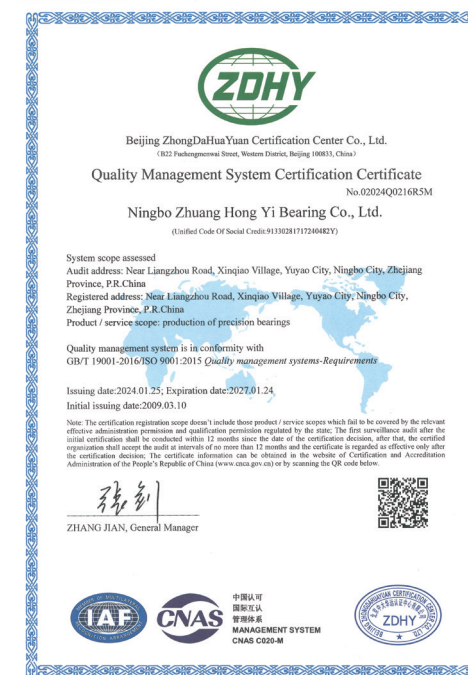 ZDHY
Beijing ZhongDaHuaYuan Certification Center Co., Ltd.
(B22 Fuchengmenwai Street, Western District, Beijing 100833, China)
Quality Management System Certification Certificate
No.02024Q0216R5M
Ningbo Zhuang Hong Yi Bearing Co., Ltd.
(Unified Code Of Social Credit:91330281717240482Y)
System scope assessed
Audit address: Near Liangzhou Road, Xinqiao Village, Yuyao City, Ningbo City, Zhejiang
Province, P.R.China
Registered address: Near Liangzhou Road, Xinqiao Village, Yuyao City, Ningbo City,
Zhejiang Province, P.R.China
Product / service scope: production of precision bearings
Quality management system is in conformity with
GB/T 19001-2016/ISO 9001:2015 Quality management systems-Requirements
Issuing date:2024.01.25; Expiration date:2027.01.24
Initial issuing date:2009.03.10
Note: The certification registration scope doesn't include those product / service scopes which fail to be covered by the relevant
effective administration permission and qualification permission regulated by the state; The first surveillance audit after the
initial certification shall be conducted within 12 months since the date of the certification decision, after that, the certified
organization shall accept the audit at intervals of no more than 12 months and the certificate is regarded as effective only after
the certification decision; The certificate information can be obtained in the website of Certification and Accreditation
Administration of the People's Republic of China (www.cnca.gov.cn) or by scanning the QR code below.
ZHANG JIAN, General Manager
IAF
CNAS
中国认可
国际互认
管理体系
MANAGEMENT SYSTEM
CNAS C020-M
ZDHY